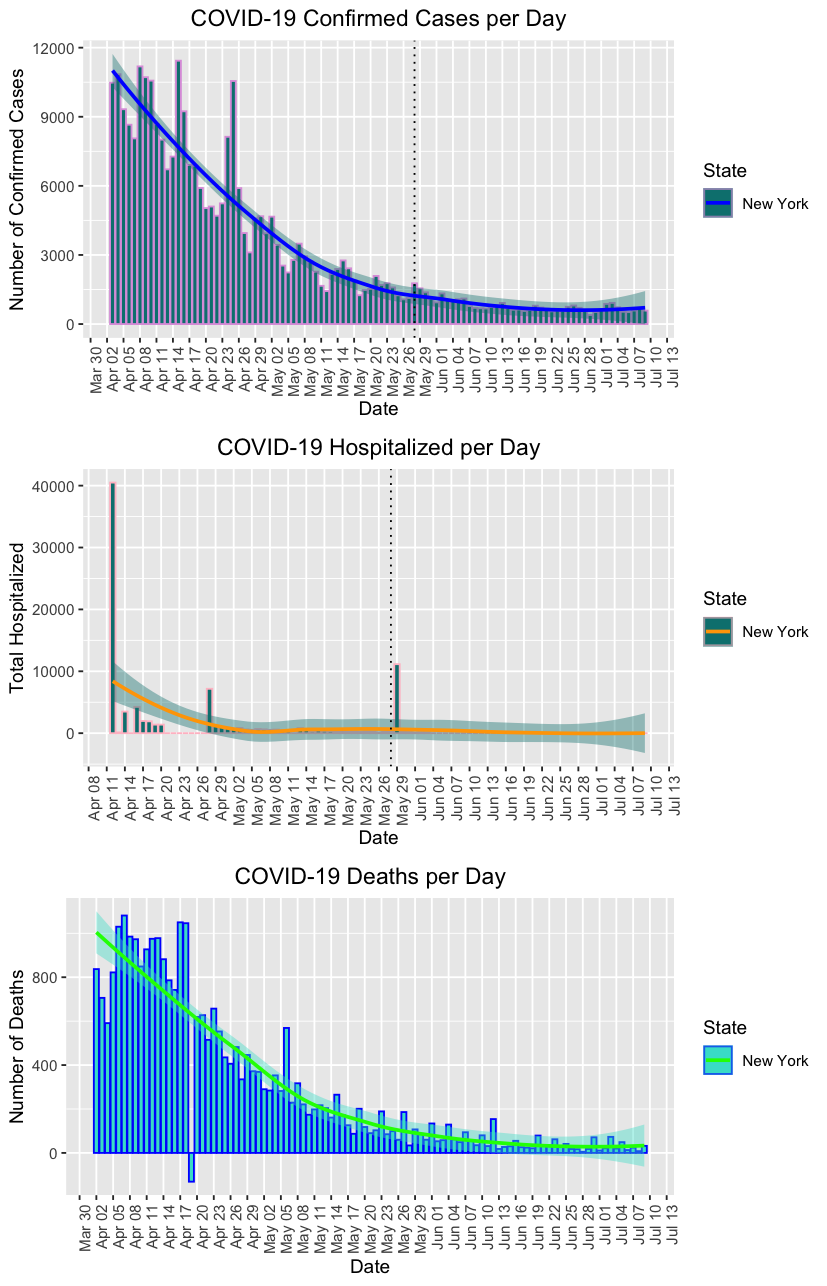 COVID-19 Confirmed Cases per Day
12000
9000
6000
3000
0
Number of Confirmed Cases
Mar 30
Apr 02
Apr 05
Apr 08
Apr 11
Apr 14
Apr 17
Apr 20
Apr 23
Apr 26
Apr 29
May 02
May 05
May 08
May 11
May 14
May 17
May 20
May 23
May 26
May 29
Jun 01
Jun 04
Jun 07
Jun 10
Jun 13
Jun 16
Jun 19
Jun 22
Jun 25
Jun 28
Jul 01
Jul 04
Jul 07
Jul 10
Jul 13
Date
State
New York
COVID-19 Hospitalized per Day
40000
30000
20000
10000
0
Total Hospitalized
Apr 08
Apr 11
Apr 14
Apr 17
Apr 20
Apr 23
Apr 26
Apr 29
May 02
May 05
May 08
May 11
May 14
May 17
May 20
May 23
May 26
May 29
Jun 01
Jun 04
Jun 07
Jun 10
Jun 13
Jun 16
Jun 19
Jun 22
Jun 25
Jun 28
Jul 01
Jul 04
Jul 07
Jul 10
Jul 13
Date
State
New York
COVID-19 Deaths per Day
800
400
0
Number of Deaths
Mar 30
Apr 02
Apr 05
Apr 08
Apr 11
Apr 14
Apr 17
Apr 20
Apr 23
Apr 26
Apr 29
May 02
May 05
May 08
May 11
May 14
May 17
May 20
May 23
May 26
May 29
Jun 01
Jun 04
Jun 07
Jun 10
Jun 13
Jun 16
Jun 19
Jun 22
Jun 25
Jun 28
Jul 01
Jul 04
Jul 07
Jul 10
Jul 13
Date
State
New York